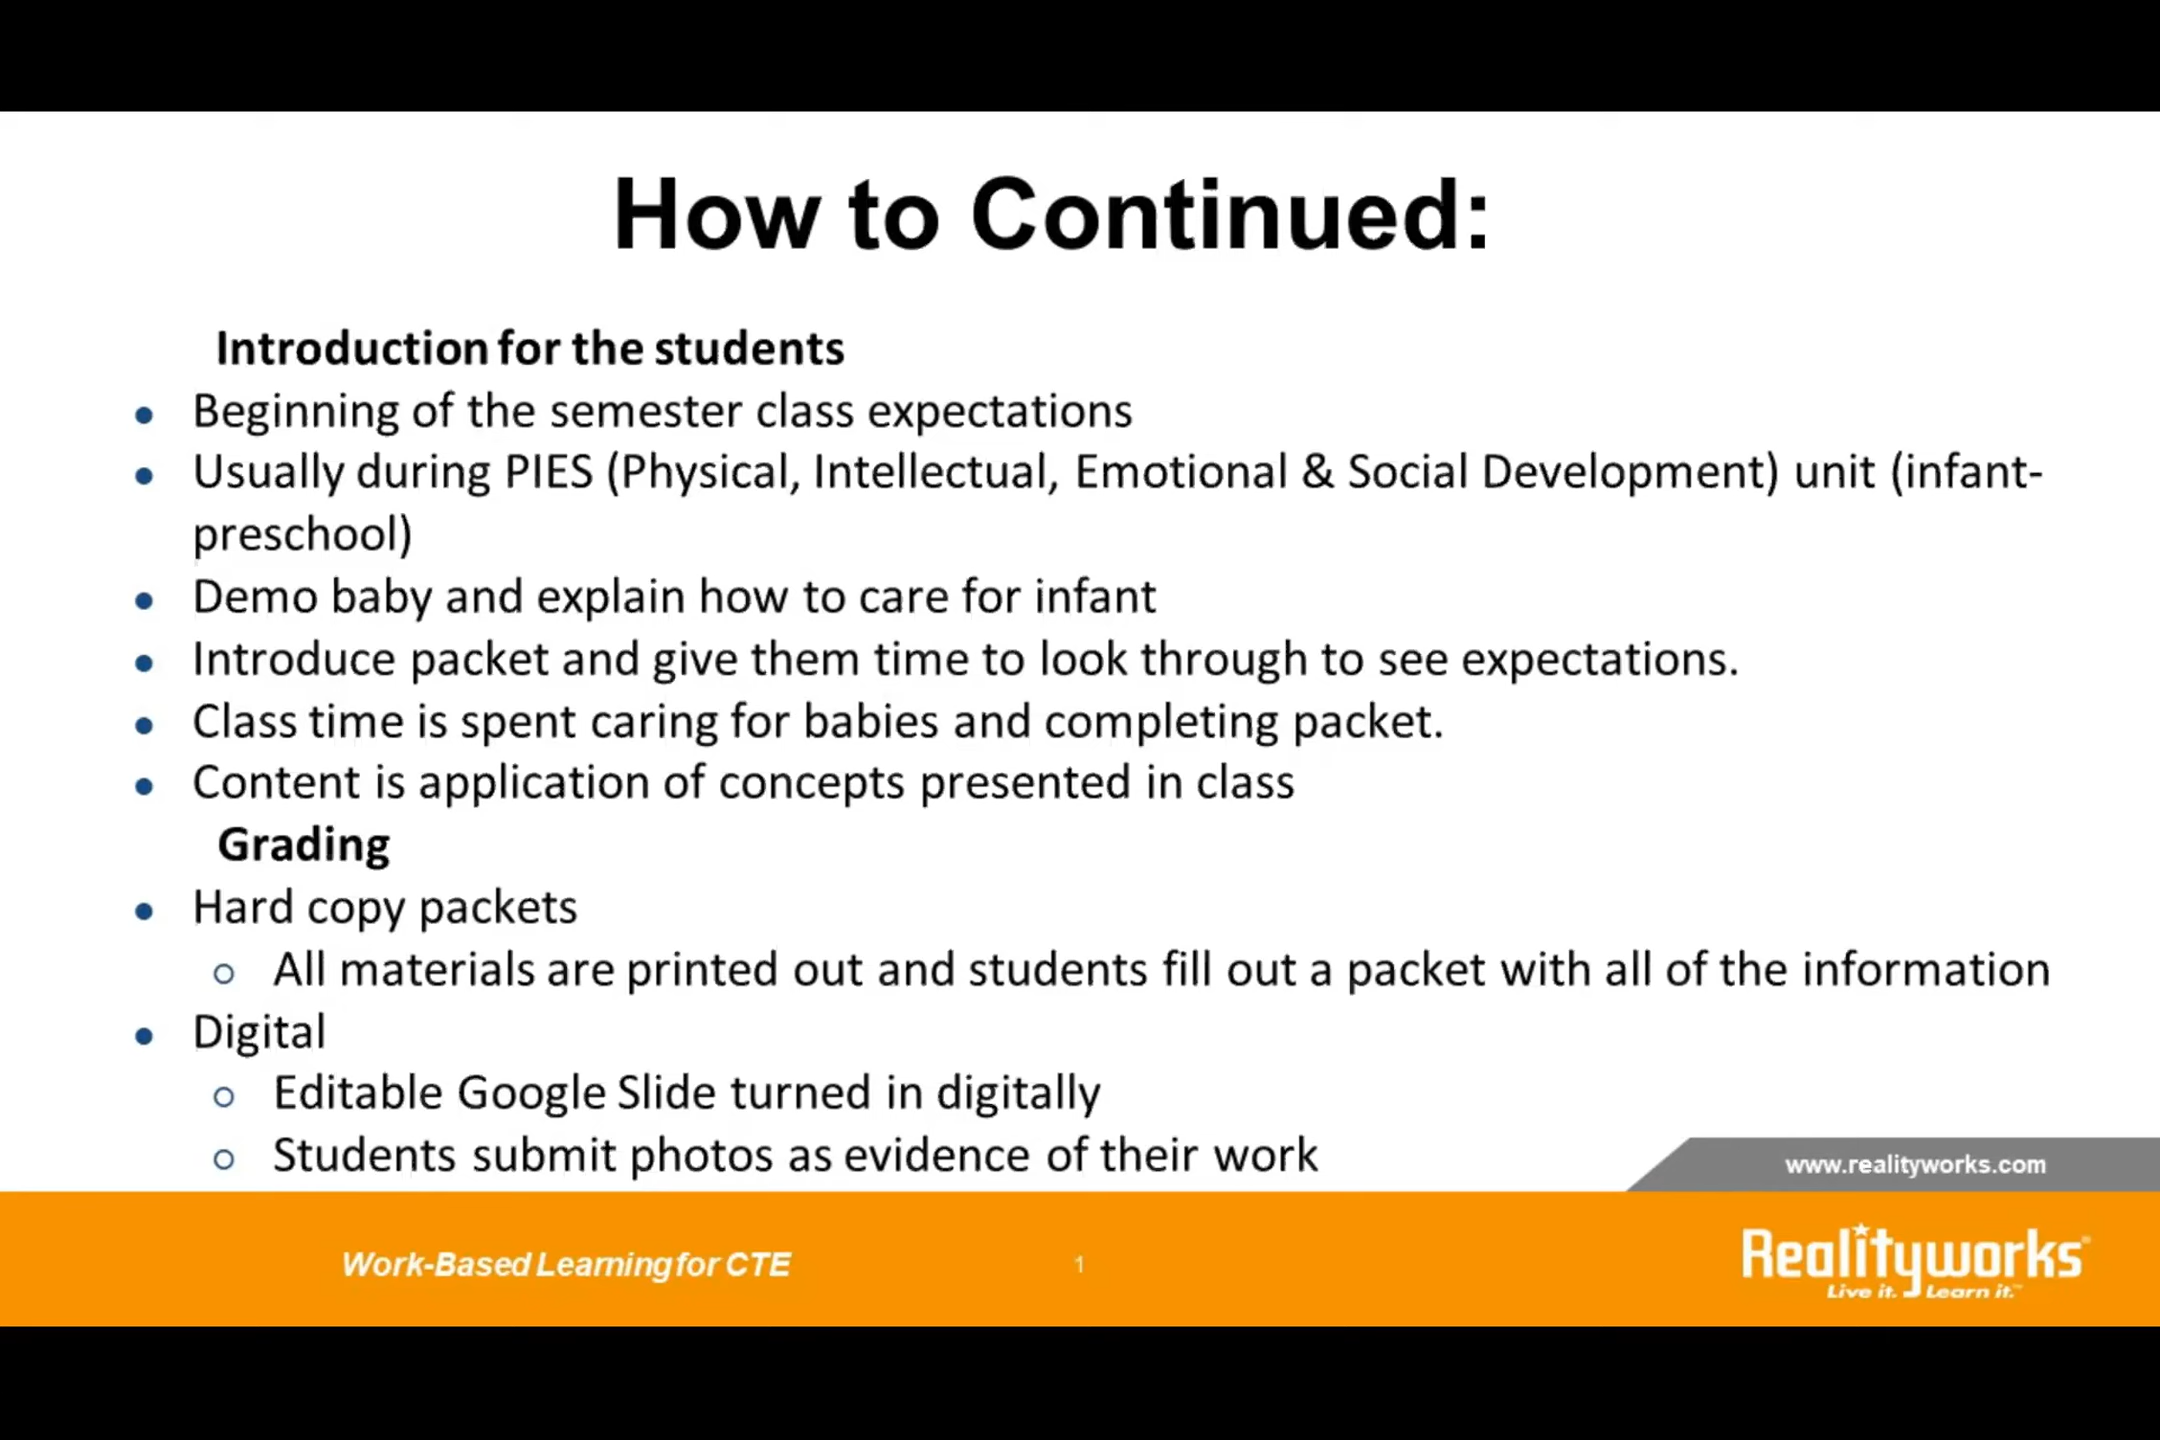 How to Continued:
Introduction for the students
● Beginning of the semester class expectations
● Usually during PIES (Physical, Intellectual, Emotional & Social Development) unit (infant-
preschool)
● Demo baby and explain how to care for infant
● Introduce packet and give them time to look through to see expectations.
● Class time is spent caring for babies and completing packet.
● Content is application of concepts presented in class
Grading
● Hard copy packets
○ All materials are printed out and students fill out a packet with all of the information
● Digital
○ Editable Google Slide turned in digitally
○ Students submit photos as evidence of their work
www.realityworks.com
Work-Based Learning for CTE
1
Realityworks®
Live it. Learn it.™